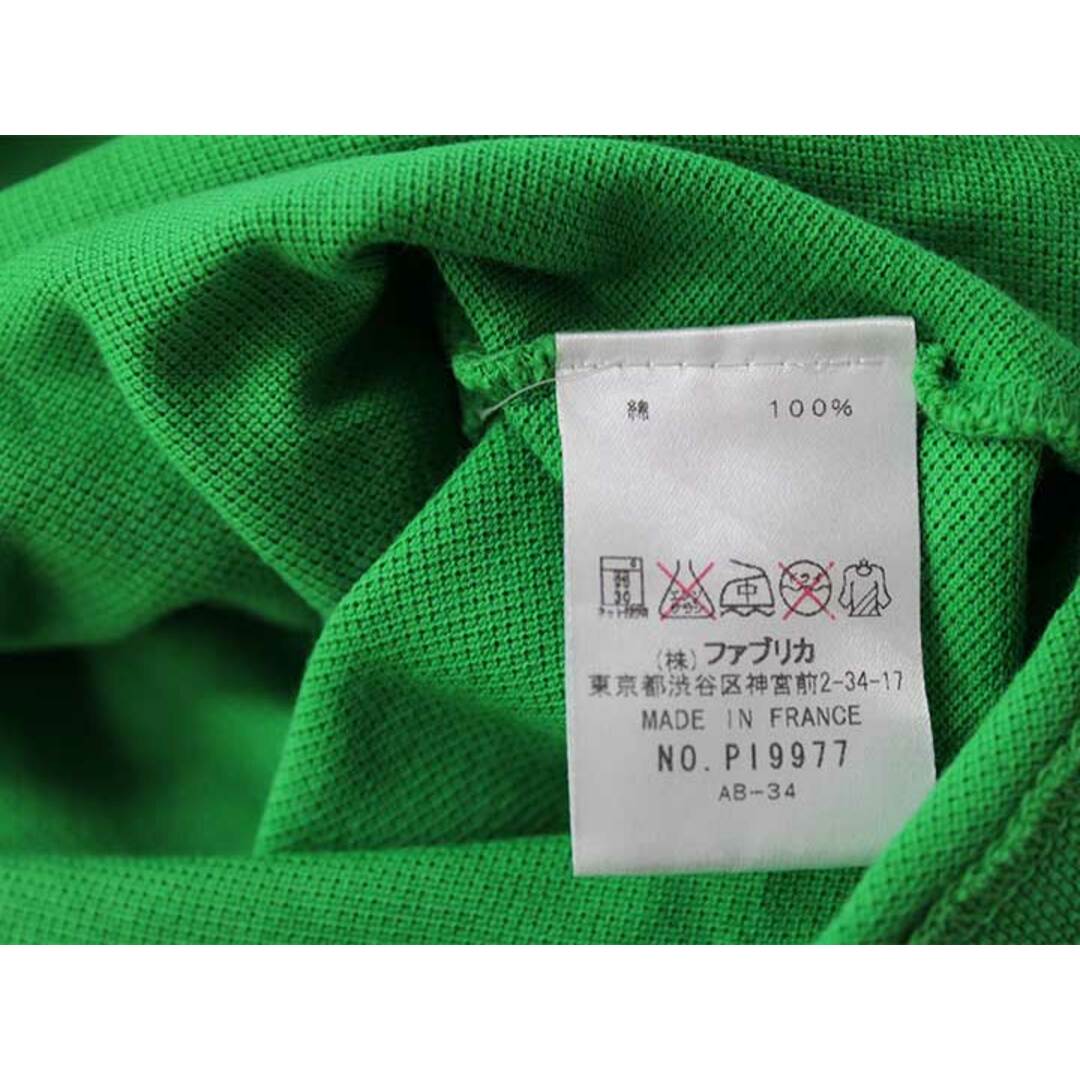 綿 100%
中
(株)ファブリカ
東京都渋谷区神宮前2-34-17
MADE IN FRANCE
NO.PI9977
AB-34